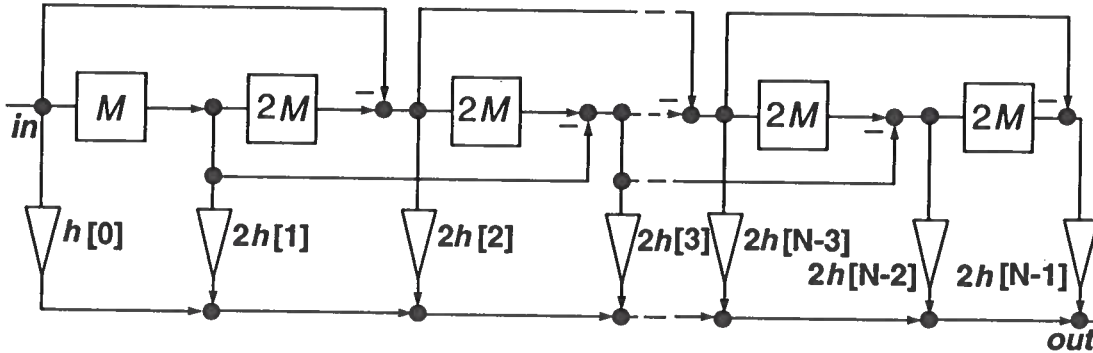 in
M
2M
2M
2M
2M
−
−
−
−
−
h[0]
2h[1]
2h[2]
2h[3]
2h[N-3]
2h[N-2]
2h[N-1]
out